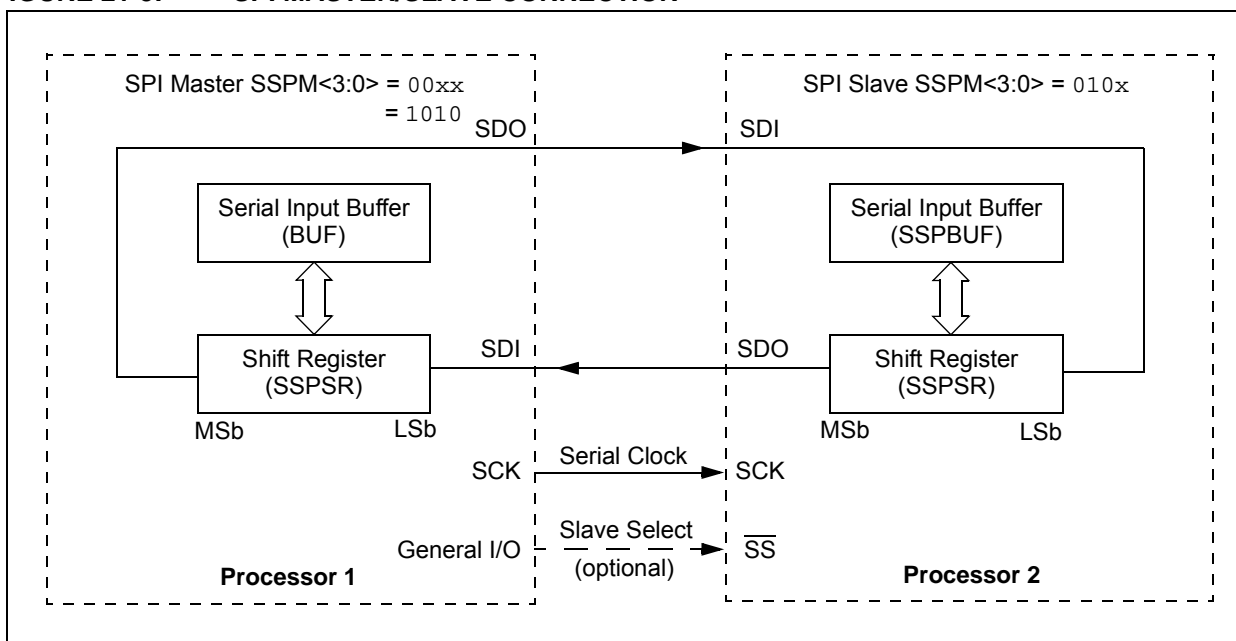 SPI Master SSPM<3:0> = 00xx
= 1010
SPI Slave SSPM<3:0> = 010x
SDO
SDI
Serial Input Buffer
(BUF)
Serial Input Buffer
(SSPBUF)
Shift Register
(SSPSR)
SDI
SDO
Shift Register
(SSPSR)
MSb
LSb
MSb
LSb
SCK
Serial Clock
SCK
General I/O
Slave Select
(optional)
SS
Processor 1
Processor 2